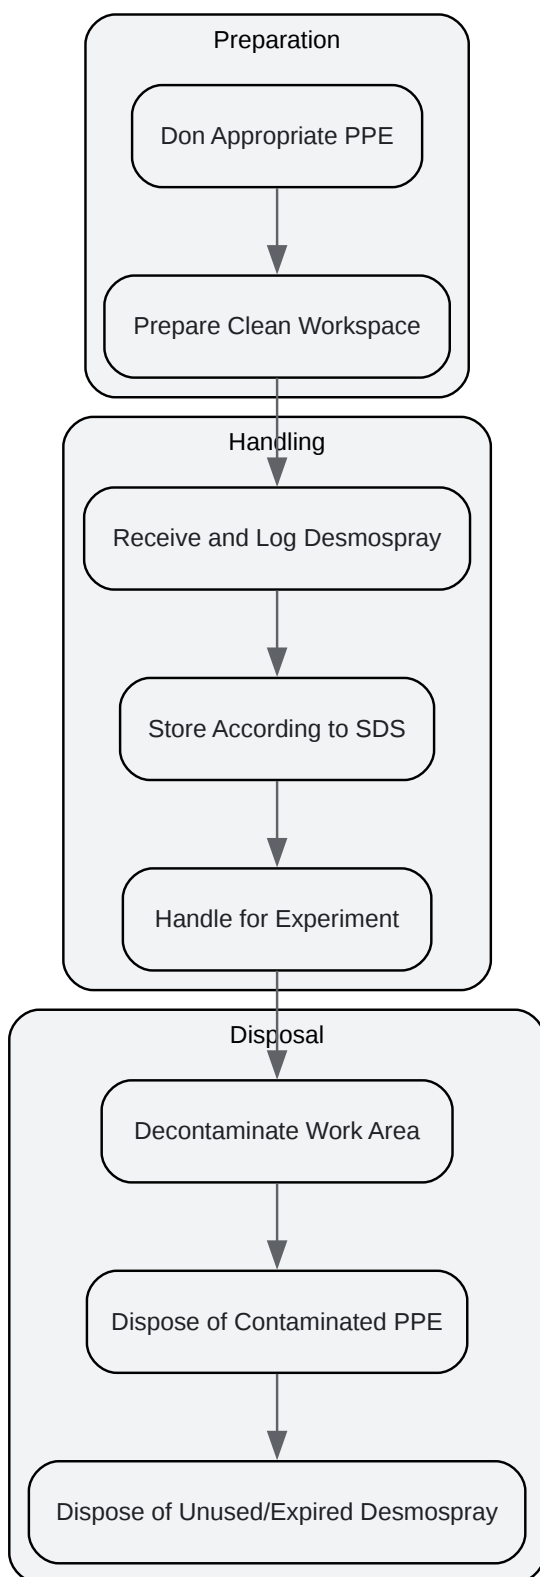 Preparation
Don Appropriate PPE
Prepare Clean Workspace
Handling
Receive and Log Desmospray
Store According to SDS
Handle for Experiment
Disposal
Decontaminate Work Area
Dispose of Contaminated PPE
Dispose of Unused/Expired Desmospray